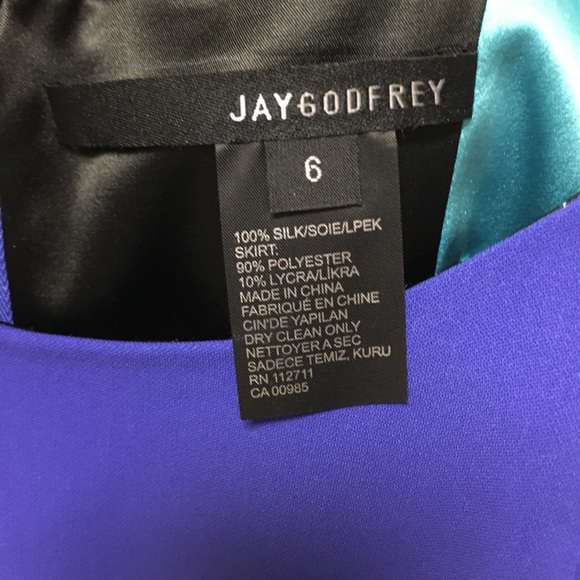 JAYGODFREY
6
100% SILK/SOIE/LPEK
SKIRT:
90% POLYESTER
10% LYCRA/LİKRA
MADE IN CHINA
FABRIQUÉ EN CHINE
CIN'DE YAPILAN
DRY CLEAN ONLY
NETTOYER A SEC
SADECE TEMIZ, KURU
RN 112711
CA 00985